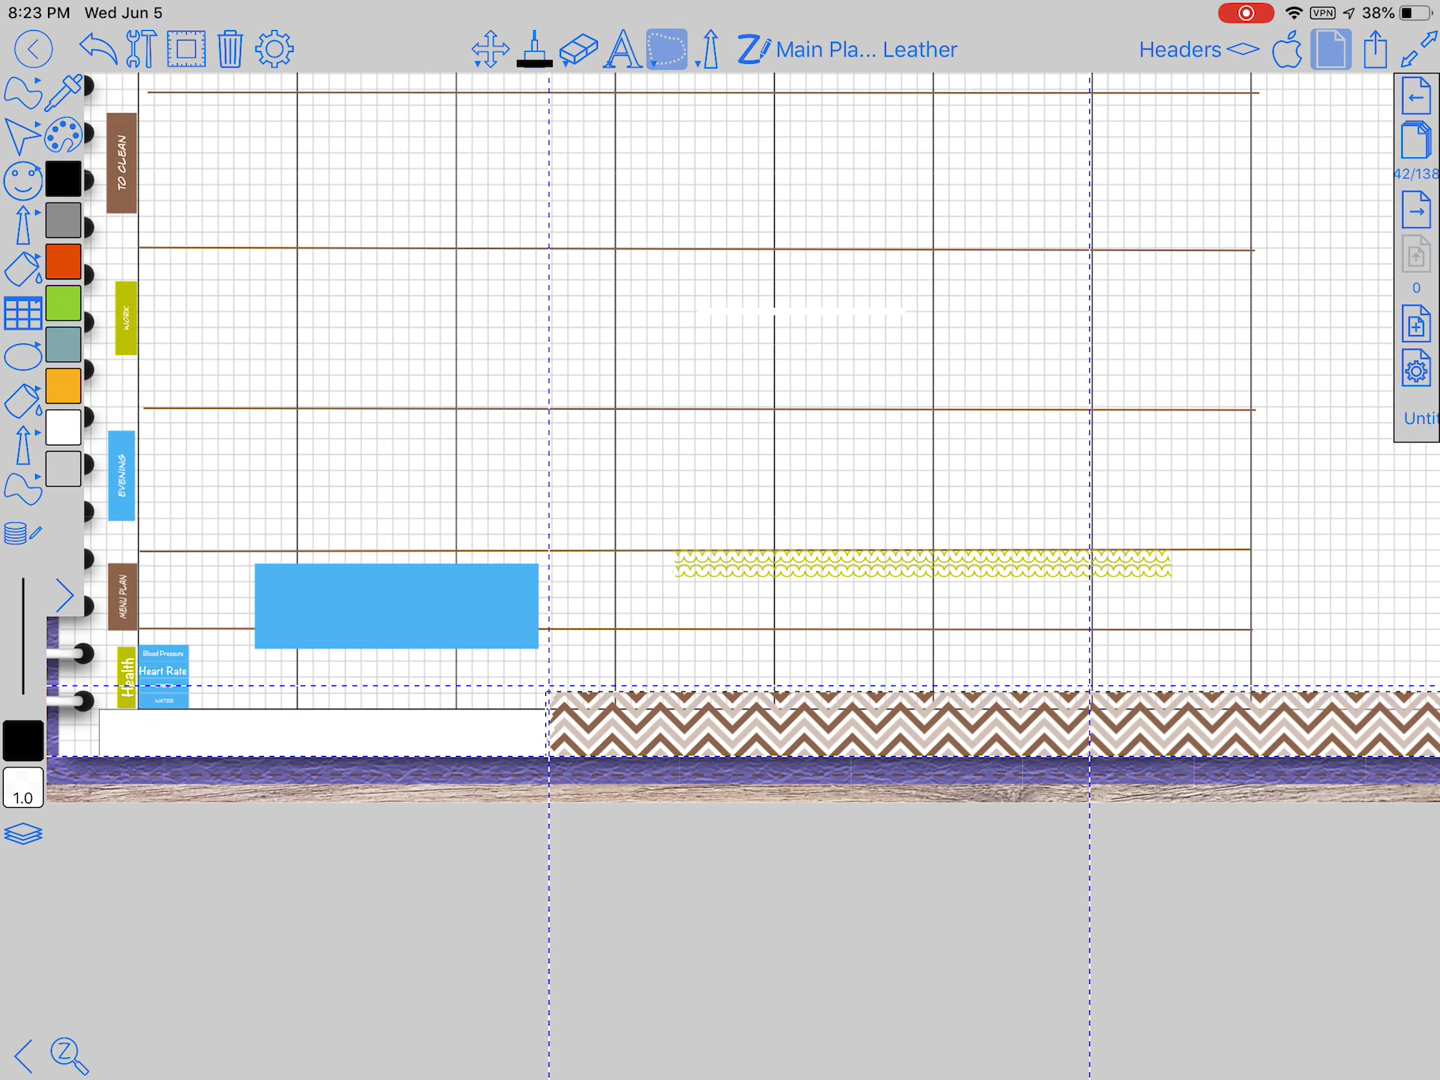 8:23 PM Wed Jun 5
VPN 38%
Main Pla... Leather
Headers
TO CLEAN
42/138
0
WORK
Untit
EVENING
MENU PLAN
Health
Blood Pressure
Heart Rate
WATER
1.0